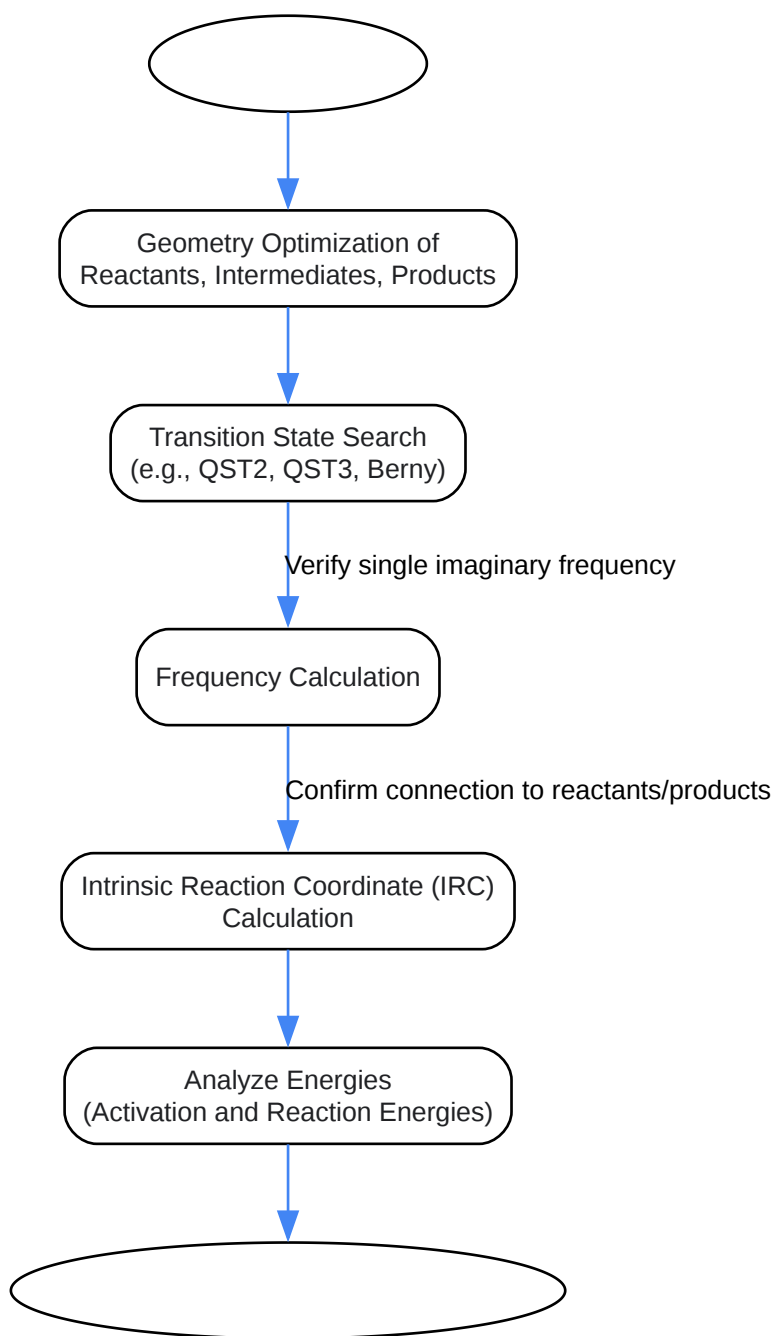 Geometry Optimization of
Reactants, Intermediates, Products
Transition State Search
(e.g., QST2, QST3, Berny)
Verify single imaginary frequency
Frequency Calculation
Confirm connection to reactants/products
Intrinsic Reaction Coordinate (IRC)
Calculation
Analyze Energies
(Activation and Reaction Energies)